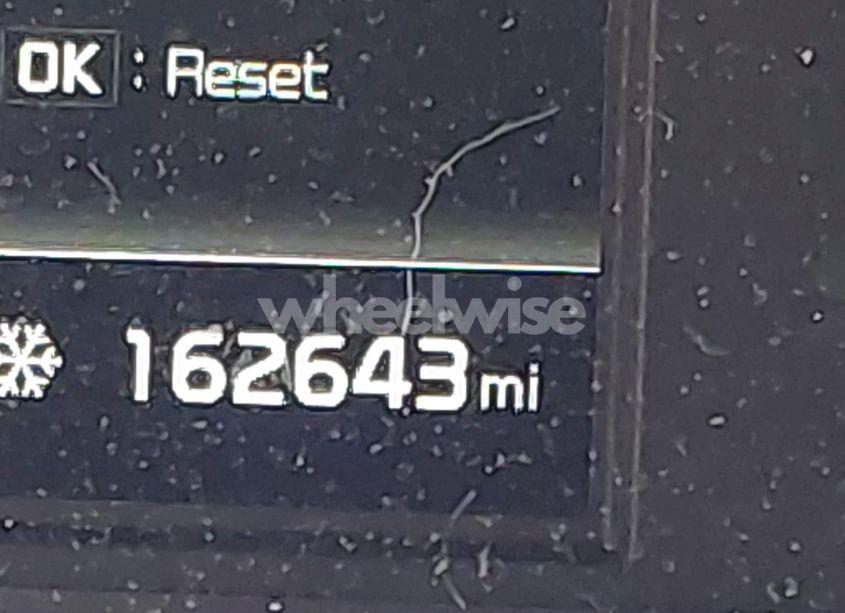 OK : Reset
wheelwise
162643 mi